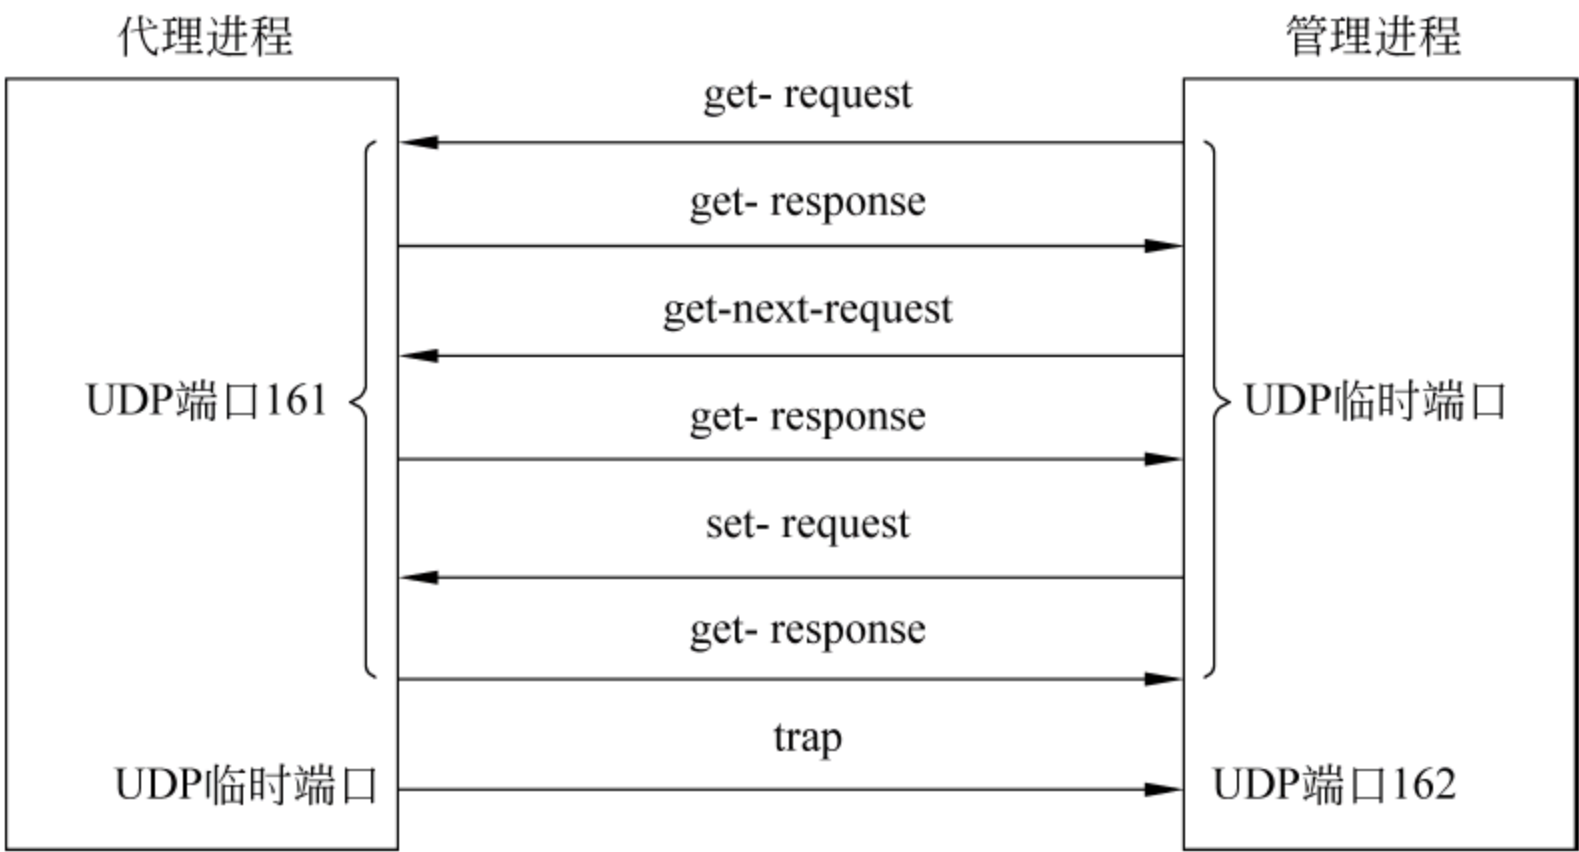 代理进程
管理进程
get- request
get- response
get-next-request
UDP端口161
UDP临时端口
get- response
set- request
get- response
trap
UDP临时端口
UDP端口162